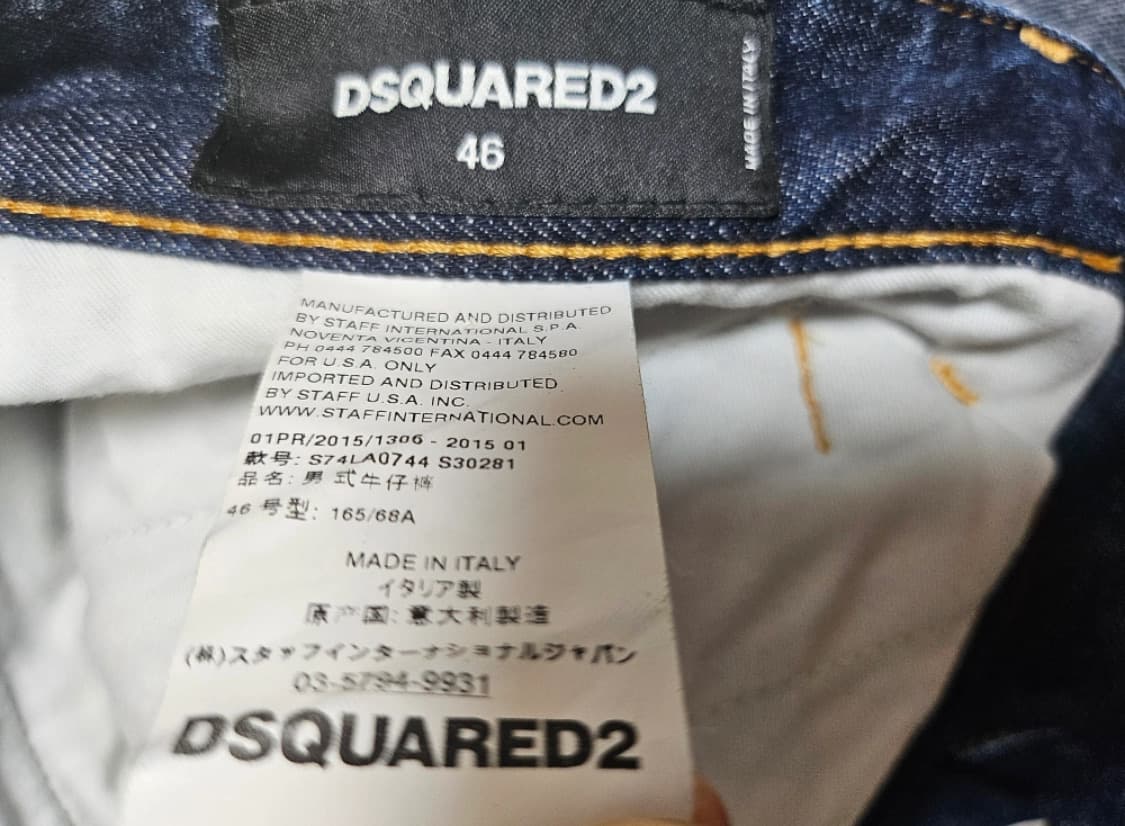 DSQUARED2
46
MADE IN ITALY
MANUFACTURED AND DISTRIBUTED
BY STAFF INTERNATIONAL S.P.A.
NOVENTA VICENTINA - ITALY
PH 0444 784500 FAX 0444 784580
FOR U.S.A. ONLY
IMPORTED AND DISTRIBUTED
BY STAFF U.S.A. INC.
WWW.STAFFINTERNATIONAL.COM
01PR/2015/1306 - 2015 01
款号: S74LA0744 S30281
品名: 男式牛仔裤
46 号型: 165/68A
MADE IN ITALY
イタリア製
原产国: 意大利製造
(株)スタッフインターナショナルジャパン
03-5794-9931
DSQUARED2